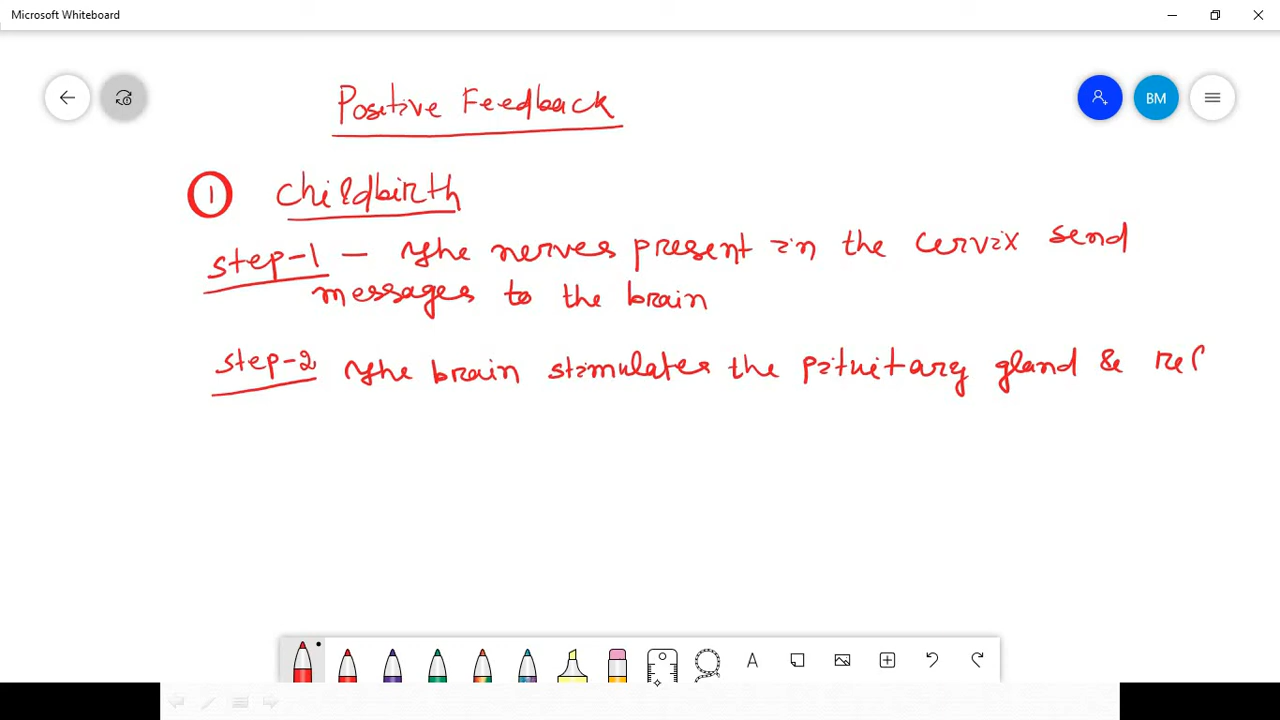 Microsoft Whiteboard
BM
Positive Feedback
1 Childbirth
step-1 — The nerves present in the cervix send
messages to the brain
step-2 The brain stimulates the pituitary gland & rel
A